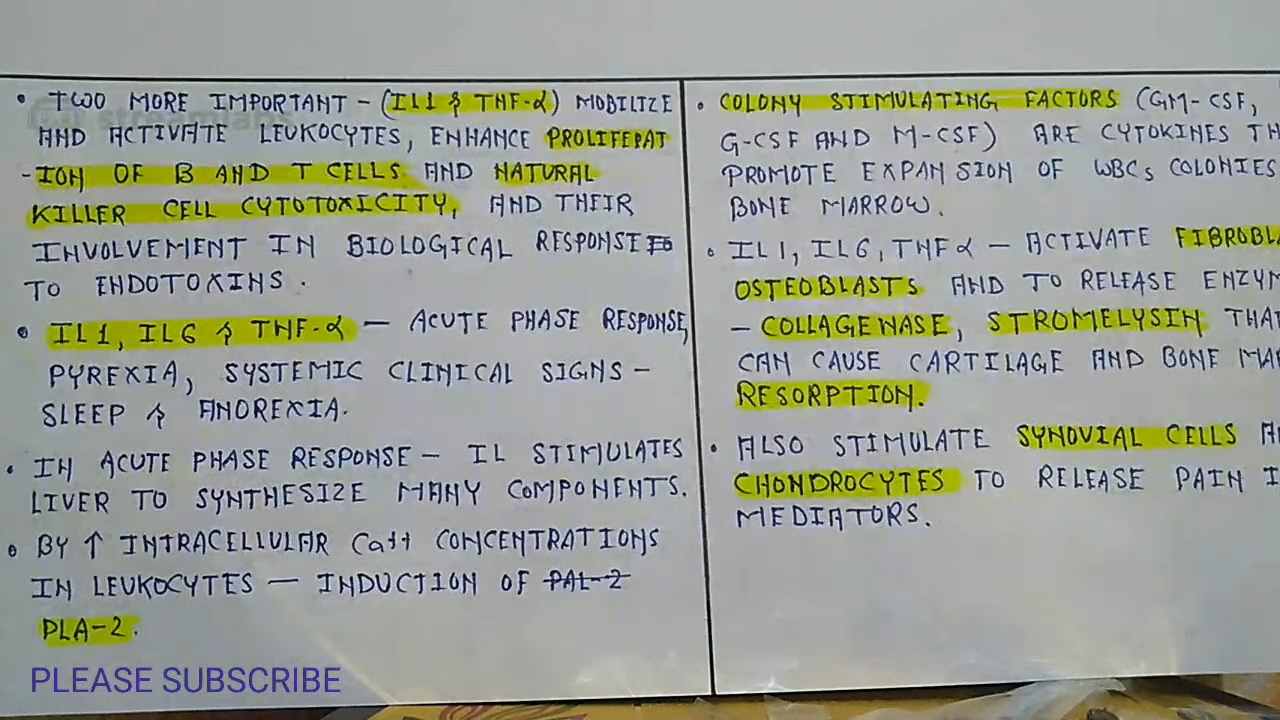 • TWO MORE IMPORTANT - (IL1 & TNF-α) MOBILIZE
AND ACTIVATE LEUKOCYTES, ENHANCE PROLIFERAT
-ION OF B AND T CELLS AND NATURAL
KILLER CELL CYTOTOXICITY, AND THEIR
INVOLVEMENT IN BIOLOGICAL RESPONSE
TO ENDOTOXINS.
• IL1, IL6 & TNF-α — ACUTE PHASE RESPONSE,
PYREXIA, SYSTEMIC CLINICAL SIGNS -
SLEEP & ANOREXIA.
• IN ACUTE PHASE RESPONSE - IL STIMULATES
LIVER TO SYNTHESIZE MANY COMPONENTS.
• BY ↑ INTRACELLULAR Ca++ CONCENTRATIONS
IN LEUKOCYTES — INDUCTION OF PAL-2
PLA-2.
• COLONY STIMULATING FACTORS (GM-CSF,
G-CSF AND M-CSF) ARE CYTOKINES TH
PROMOTE EXPANSION OF WBCs COLONIES
BONE MARROW.
• IL1, IL6, TNFα — ACTIVATE FIBROBLA
OSTEOBLASTS AND TO RELEASE ENZYM
- COLLAGENASE, STROMELYSIN THAT
CAN CAUSE CARTILAGE AND BONE MA
RESORPTION.
• ALSO STIMULATE SYNOVIAL CELLS A
CHONDROCYTES TO RELEASE PAIN I
MEDIATORS.
streamlabs
PLEASE SUBSCRIBE